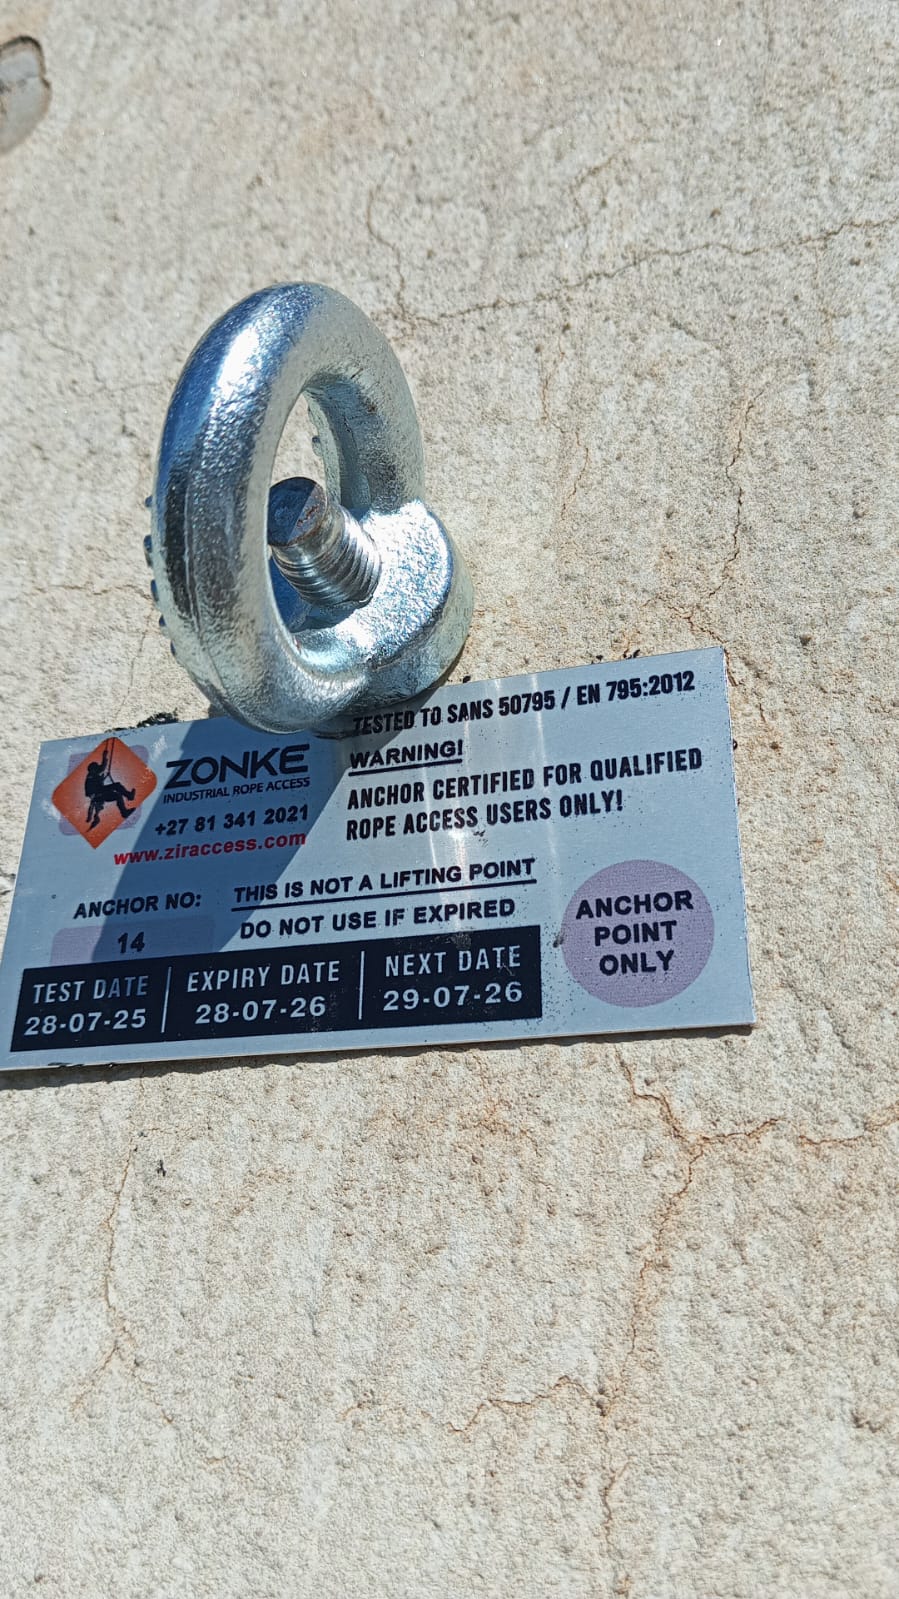 TESTED TO SANS 50795 / EN 795:2012
WARNING!
ANCHOR CERTIFIED FOR QUALIFIED
ROPE ACCESS USERS ONLY!
ZONKE
INDUSTRIAL ROPE ACCESS
+27 81 341 2021
www.ziraccess.com
ANCHOR NO:
14
THIS IS NOT A LIFTING POINT
DO NOT USE IF EXPIRED
TEST DATE
28-07-25
EXPIRY DATE
28-07-26
NEXT DATE
29-07-26
ANCHOR
POINT
ONLY